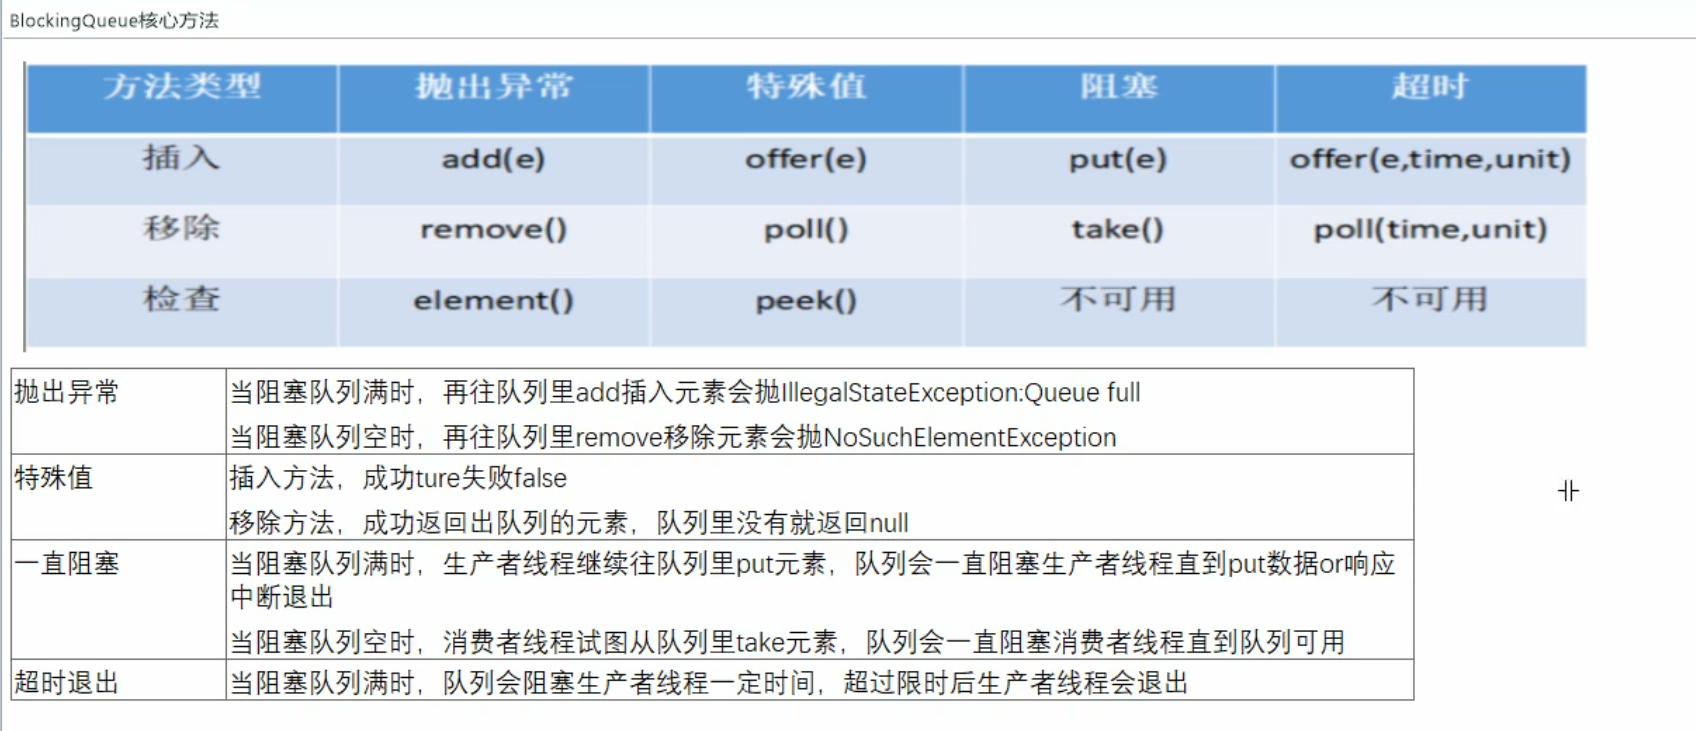 BlockingQueue核心方法
方法类型 抛出异常 特殊值 阻塞 超时
插入 add(e) offer(e) put(e) offer(e,time,unit)
移除 remove() poll() take() poll(time,unit)
检查 element() peek() 不可用 不可用
抛出异常 当阻塞队列满时，再往队列里add插入元素会抛IllegalStateException:Queue full
当阻塞队列空时，再往队列里remove移除元素会抛NoSuchElementException
特殊值 插入方法，成功ture失败false
移除方法，成功返回出队列的元素，队列里没有就返回null
一直阻塞 当阻塞队列满时，生产者线程继续往队列里put元素，队列会一直阻塞生产者线程直到put数据or响应
中断退出
当阻塞队列空时，消费者线程试图从队列里take元素，队列会一直阻塞消费者线程直到队列可用
超时退出 当阻塞队列满时，队列会阻塞生产者线程一定时间，超过限时后生产者线程会退出